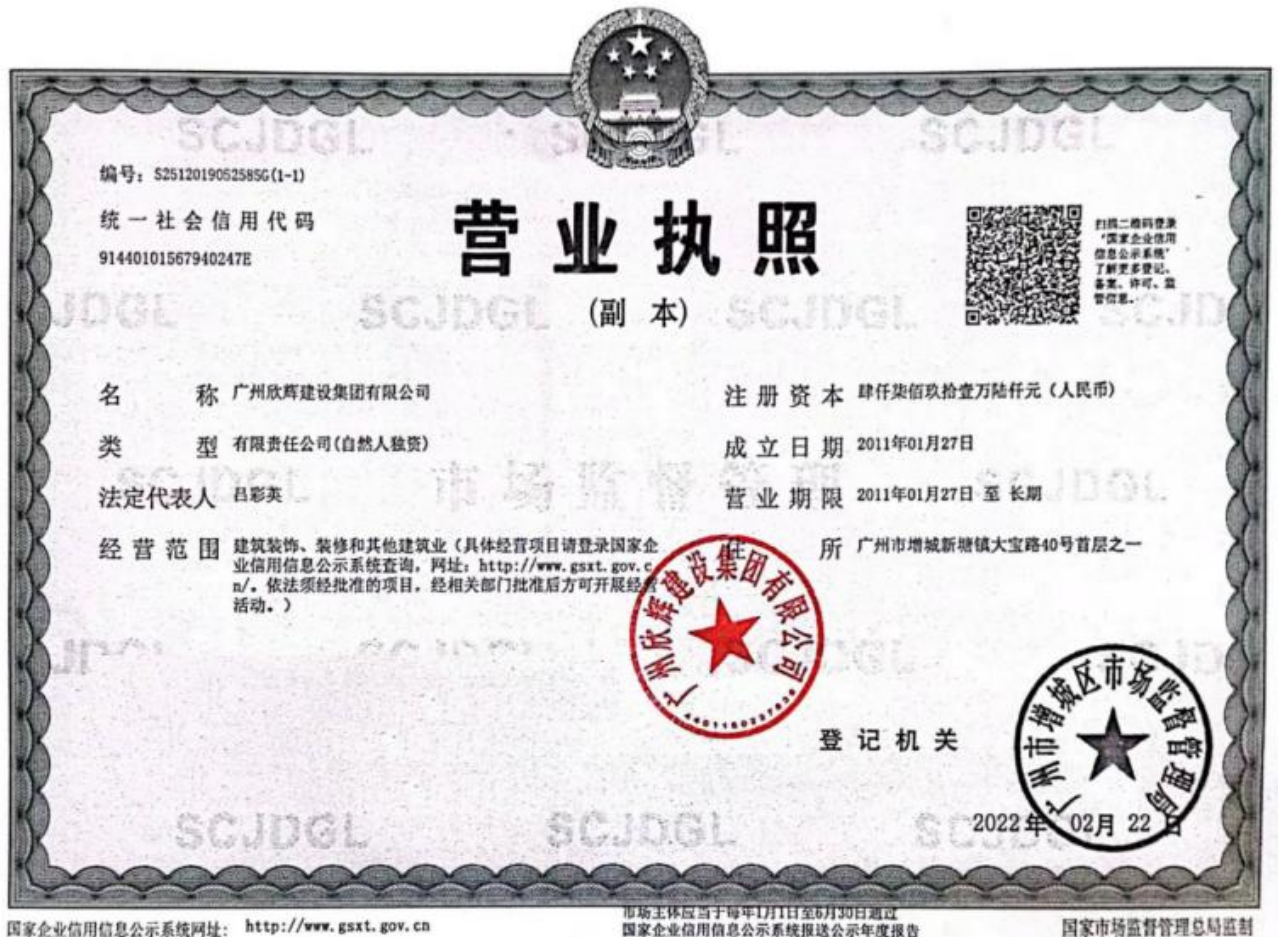 编号：S2512019052585G(1-1)
统一社会信用代码
91440101567940247E
营业执照
(副 本)
扫描二维码登录
“国家企业信用
信息公示系统”
了解更多登记、
备案、许可、监
管信息。
名 称 广州欣辉建设集团有限公司
类 型 有限责任公司(自然人独资)
法定代表人 吕彩英
经营范围 建筑装饰、装修和其他建筑业（具体经营项目请登录国家企
业信用信息公示系统查询，网址：http://www.gsxt.gov.c
n/。依法须经批准的项目，经相关部门批准后方可开展经营
活动。）
注册资本 肆仟柒佰玖拾壹万陆仟元（人民币）
成立日期 2011年01月27日
营业期限 2011年01月27日 至 长期
住 所 广州市增城新塘镇大宝路40号首层之一
广州欣辉建设集团有限公司
登记机关
广州市增城区市场监督管理局
2022年 02月 22日
SCJDGL
市场监督管理
国家企业信用信息公示系统网址： http://www.gsxt.gov.cn
市场主体应当于每年1月1日至6月30日通过
国家企业信用信息公示系统报送公示年度报告
国家市场监督管理总局监制